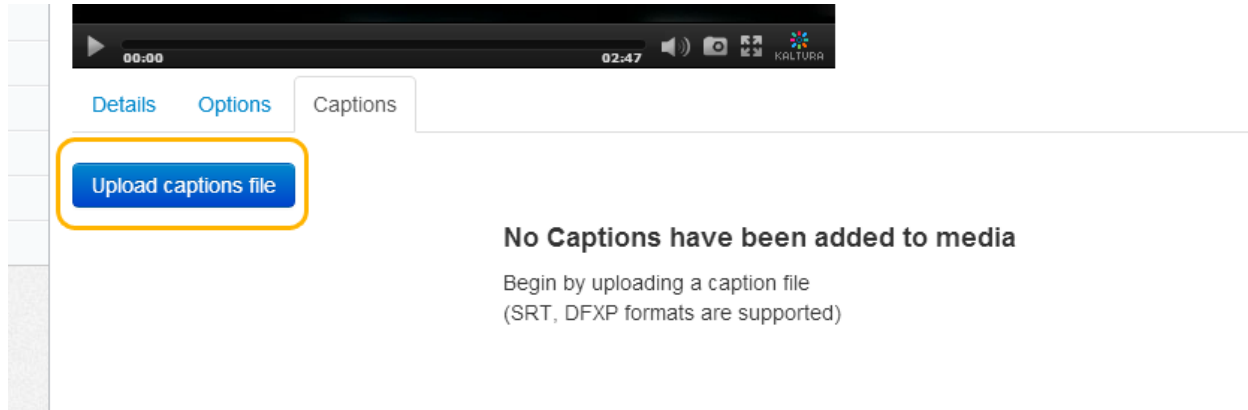 00:00 02:47 KALTURA
Details Options Captions
Upload captions file
No Captions have been added to media
Begin by uploading a caption file
(SRT, DFXP formats are supported)